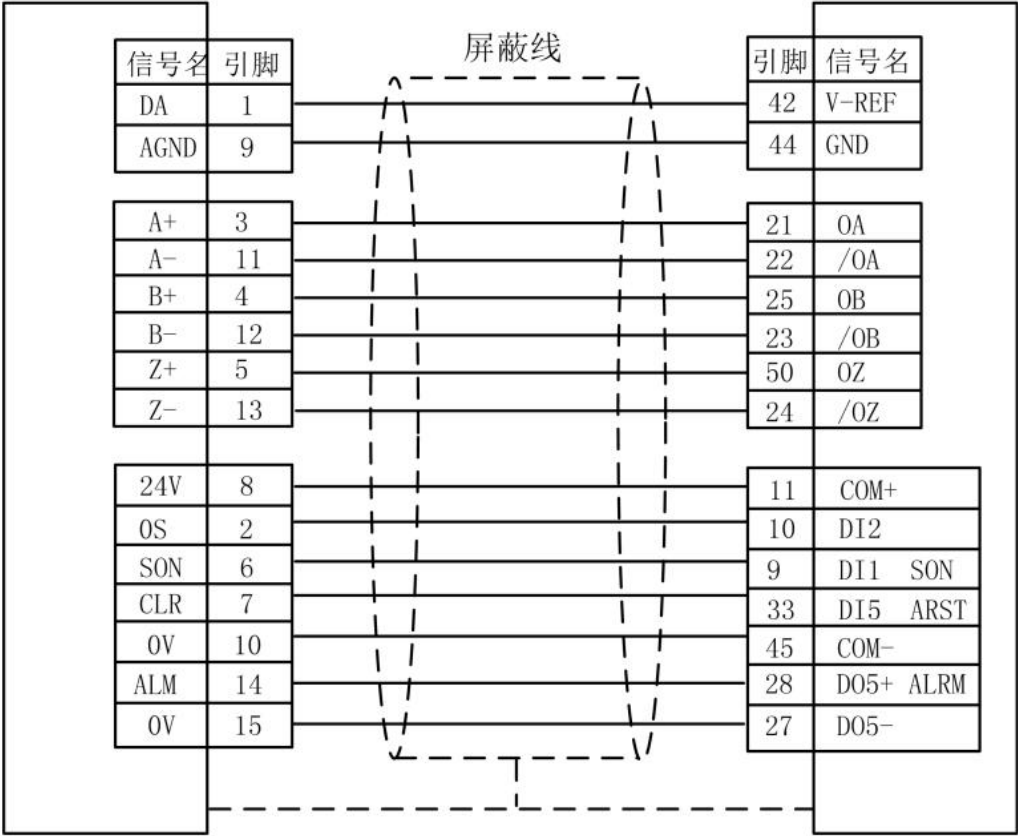 屏蔽线
信号名 引脚
DA 1
AGND 9
A+ 3
A- 11
B+ 4
B- 12
Z+ 5
Z- 13
24V 8
OS 2
SON 6
CLR 7
0V 10
ALM 14
0V 15
引脚 信号名
42 V-REF
44 GND
21 OA
22 /OA
25 OB
23 /OB
50 OZ
24 /OZ
11 COM+
10 DI2
9 DI1 SON
33 DI5 ARST
45 COM-
28 DO5+ ALRM
27 DO5-